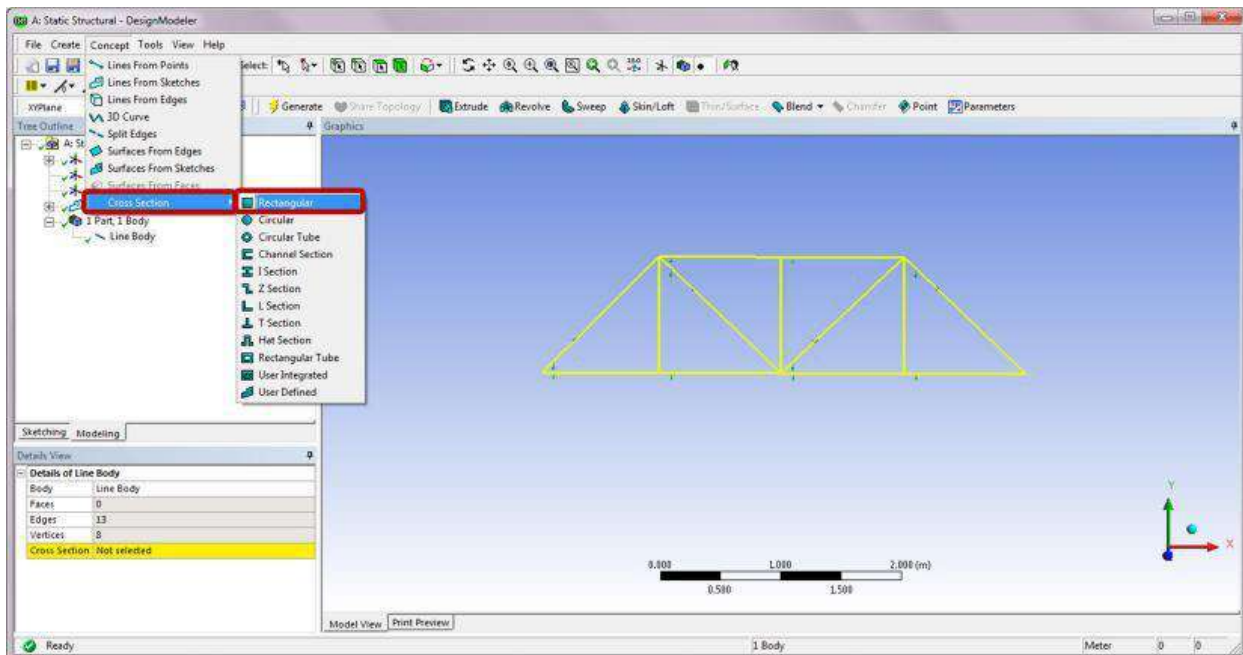 A: Static Structural - DesignModeler
File Create Concept Tools View Help
Select:
XYPlane
Generate Share Topology Extrude Revolve Sweep Skin/Loft Thin/Surface Blend Chamfer Point Parameters
Lines From Points
Lines From Sketches
Lines From Edges
3D Curve
Split Edges
Surfaces From Edges
Surfaces From Sketches
Surfaces From Faces
Cross Section
Rectangular
Circular
Circular Tube
Channel Section
I Section
Z Section
L Section
T Section
Hat Section
Rectangular Tube
User Integrated
User Defined
Tree Outline
A: St
1 Part, 1 Body
Line Body
Sketching Modeling
Details View
Details of Line Body
Body Line Body
Faces 0
Edges 13
Vertices 8
Cross Section Not selected
Graphics
0.000 1.000 2.000 (m)
0.500 1.500
Y
X
Model View Print Preview
Ready 1 Body Meter 0 0